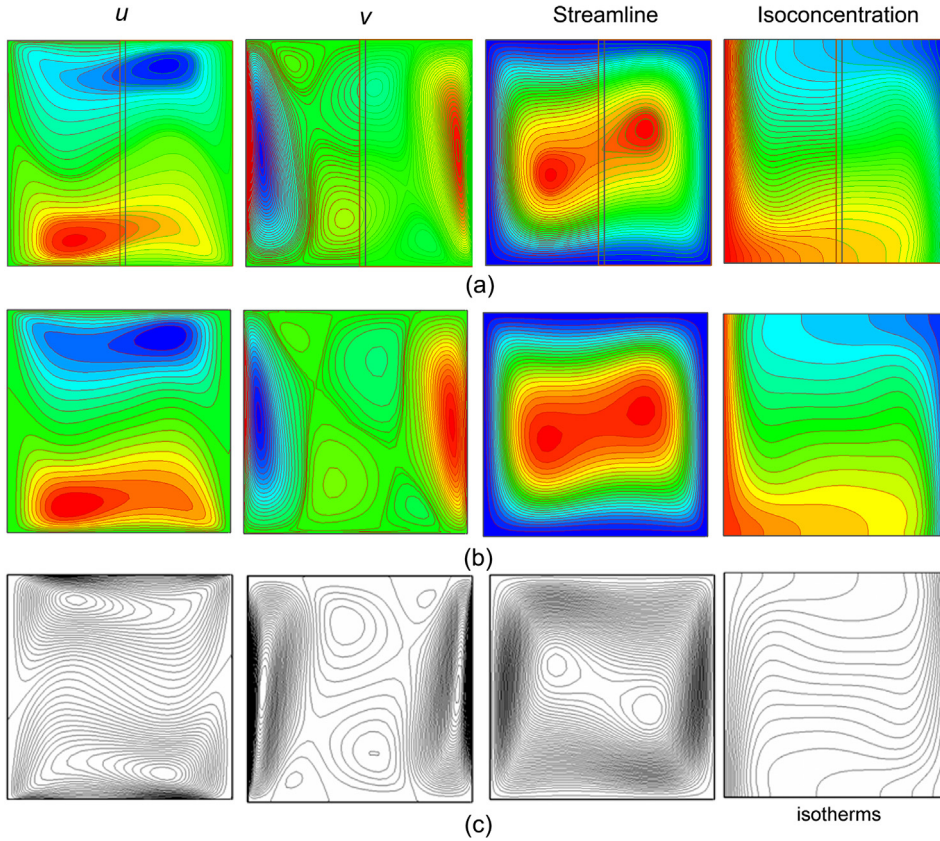 u v Streamline Isoconcentration
(a)
(b)
isotherms
(c)